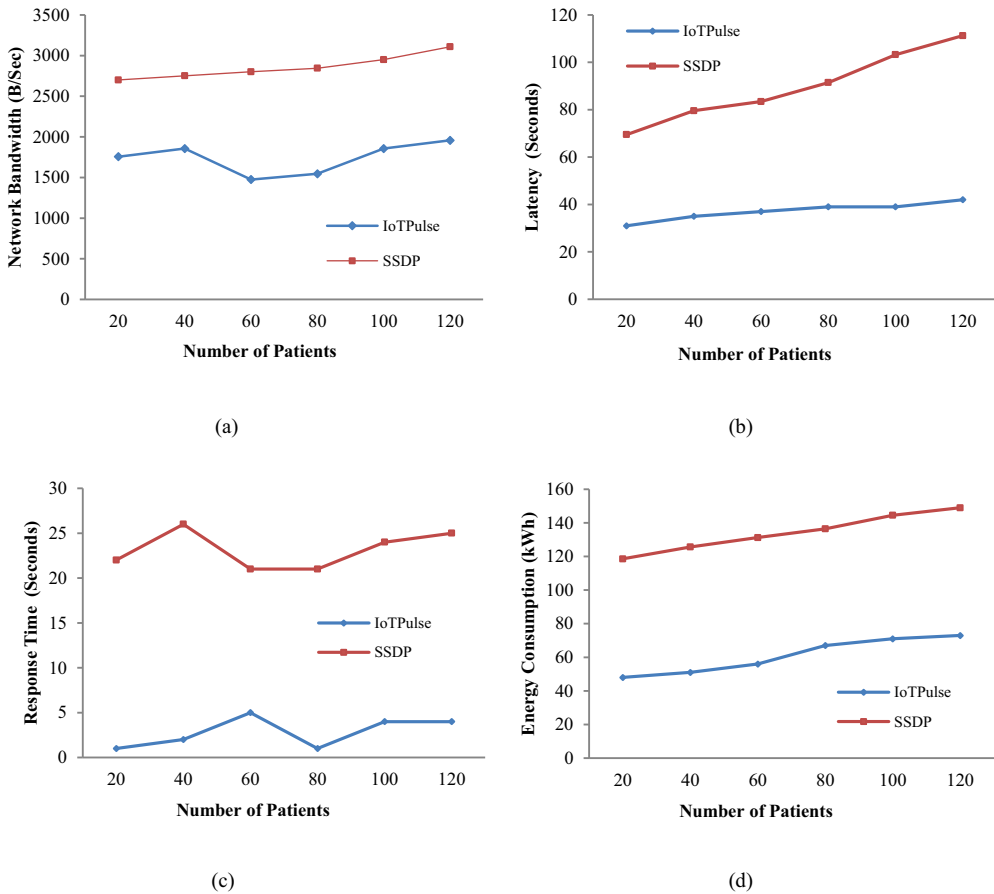 3500
3000
2500
2000
1500
1000
500
0
Network Bandwidth (B/Sec)
IoTPulse
SSDP
20 40 60 80 100 120
Number of Patients
(a)
120
100
80
60
40
20
0
Latency (Seconds)
IoTPulse
SSDP
20 40 60 80 100 120
Number of Patients
(b)
30
25
20
15
10
5
0
Response Time (Seconds)
IoTPulse
SSDP
20 40 60 80 100 120
Number of Patients
(c)
160
140
120
100
80
60
40
20
0
Energy Consumption (kWh)
IoTPulse
SSDP
20 40 60 80 100 120
Number of Patients
(d)